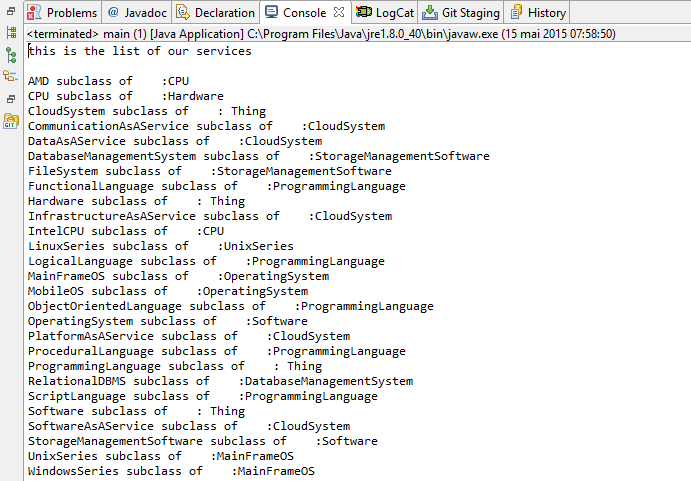 Problems @ Javadoc Declaration Console LogCat Git Staging History
<terminated> main (1) [Java Application] C:\Program Files\Java\jre1.8.0_40\bin\javaw.exe (15 mai 2015 07:58:50)
this is the list of our services
AMD subclass of    :CPU
CPU subclass of    :Hardware
CloudSystem subclass of    : Thing
CommunicationAsAService subclass of    :CloudSystem
DataAsAService subclass of    :CloudSystem
DatabaseManagementSystem subclass of    :StorageManagementSoftware
FileSystem subclass of    :StorageManagementSoftware
FunctionalLanguage subclass of    :ProgrammingLanguage
Hardware subclass of    : Thing
InfrastructureAsAService subclass of    :CloudSystem
IntelCPU subclass of    :CPU
LinuxSeries subclass of    :UnixSeries
LogicalLanguage subclass of    :ProgrammingLanguage
MainFrameOS subclass of    :OperatingSystem
MobileOS subclass of    :OperatingSystem
ObjectOrientedLanguage subclass of    :ProgrammingLanguage
OperatingSystem subclass of    :Software
PlatformAsAService subclass of    :CloudSystem
ProceduralLanguage subclass of    :ProgrammingLanguage
ProgrammingLanguage subclass of    : Thing
RelationalDBMS subclass of    :DatabaseManagementSystem
ScriptLanguage subclass of    :ProgrammingLanguage
Software subclass of    : Thing
SoftwareAsAService subclass of    :CloudSystem
StorageManagementSoftware subclass of    :Software
UnixSeries subclass of    :MainFrameOS
WindowsSeries subclass of    :MainFrameOS
GIT